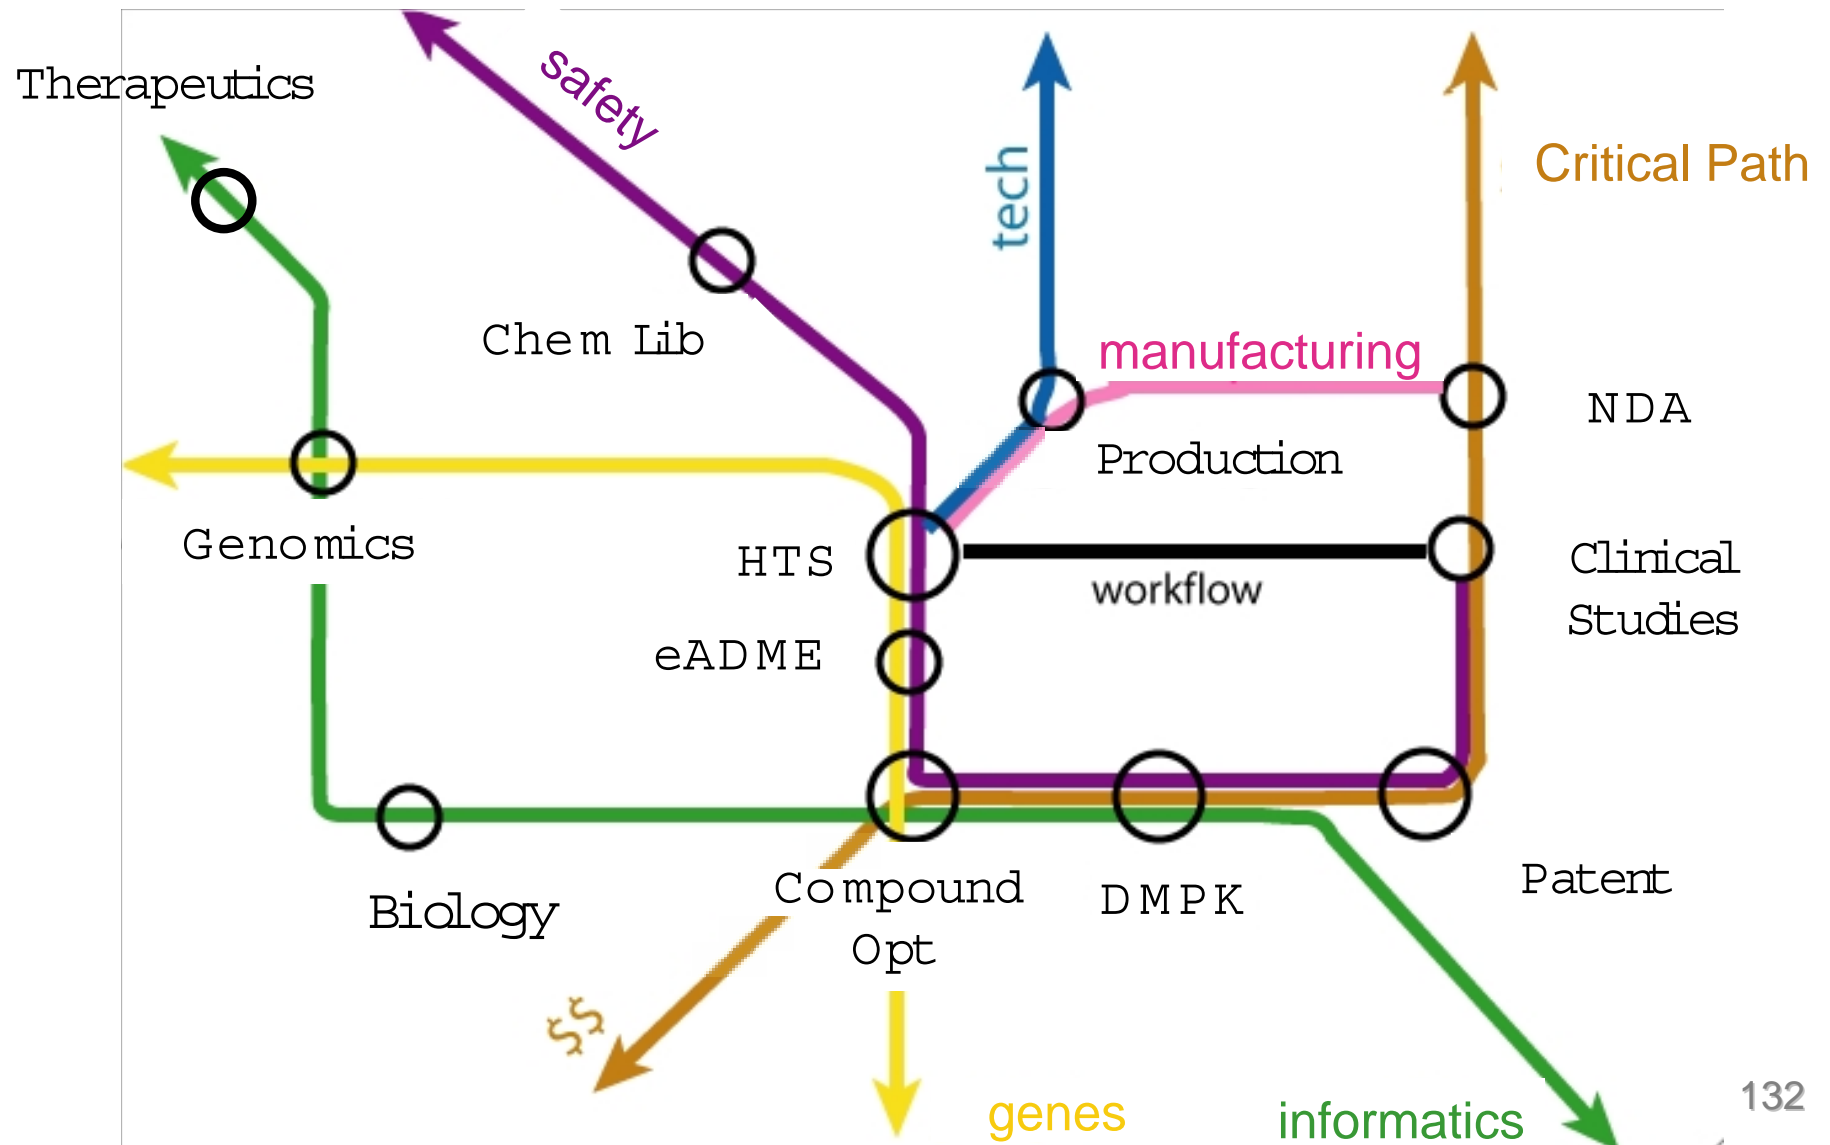 safety
Therapeutics
tech
Critical Path
Chem Lib
manufacturing
NDA
Production
Genomics
HTS
Clinical
Studies
workflow
eADME
Compound
Opt
DMPK
Patent
Biology
genes
informatics
132